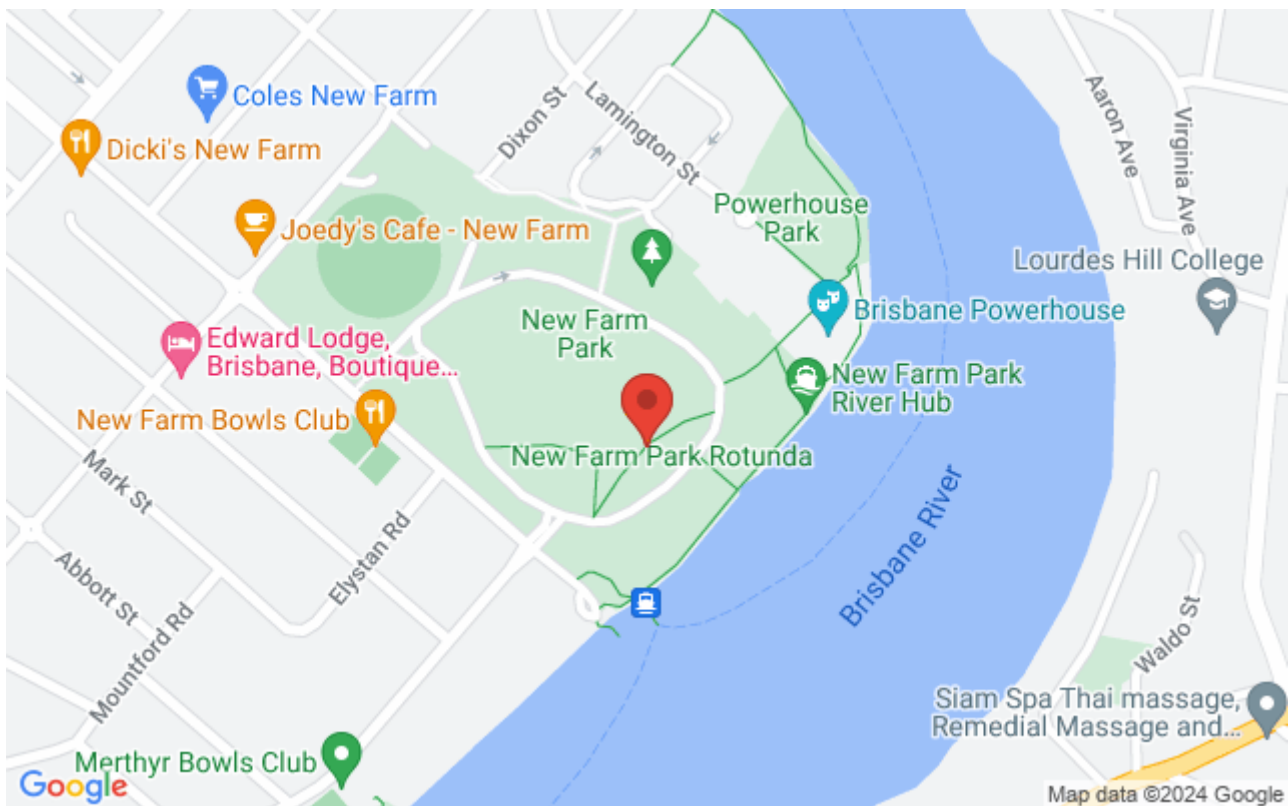 Coles New Farm
Dicki's New Farm
Dixon St
Lamington St
Aaron Ave
Virginia Ave
Joedy's Cafe - New Farm
Powerhouse
Park
Lourdes Hill College
Brisbane Powerhouse
New Farm
Park
Edward Lodge,
Brisbane, Boutique...
New Farm Park
River Hub
New Farm Bowls Club
New Farm Park Rotunda
Mark St
Elystan Rd
Abbott St
Mountford Rd
Brisbane River
Waldo St
Siam Spa Thai massage,
Remedial Massage and...
Merthyr Bowls Club
Google
Map data ©2024 Google